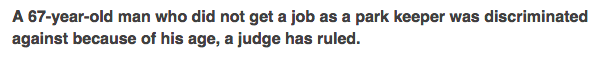 A 67-year-old man who did not get a job as a park keeper was discriminated
against because of his age, a judge has ruled.